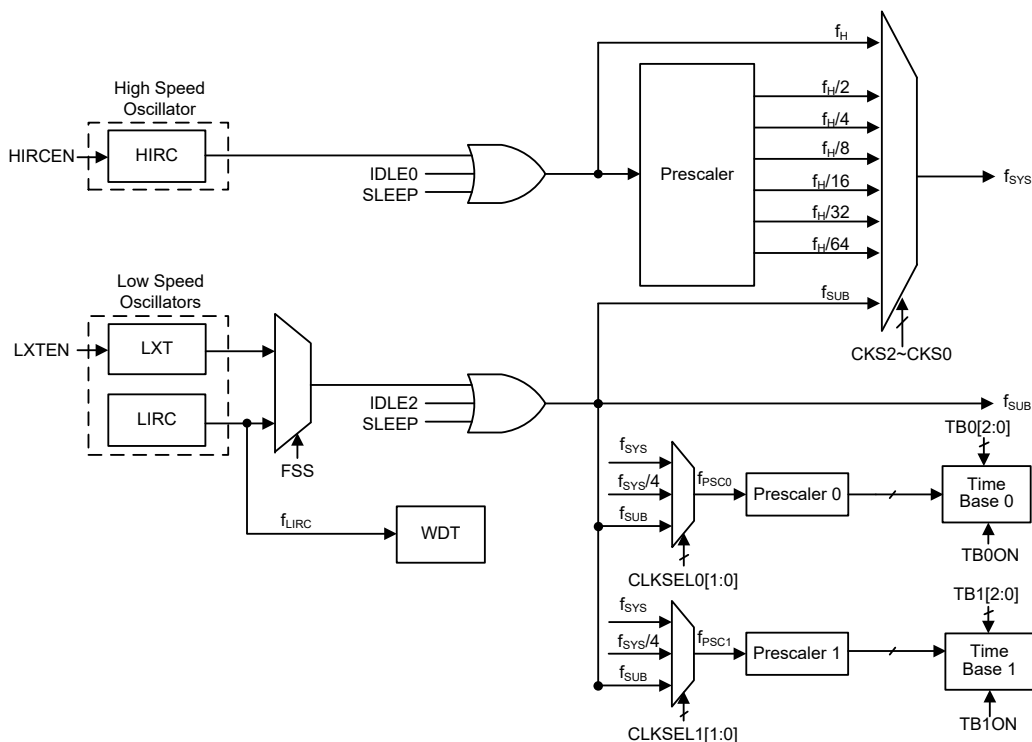 f_H
High Speed
Oscillator
HIRCEN
HIRC
IDLE0
SLEEP
Prescaler
f_H/2
f_H/4
f_H/8
f_H/16
f_H/32
f_H/64
f_SYS
Low Speed
Oscillators
f_SUB
LXTEN
LXT
CKS2~CKS0
LIRC
IDLE2
SLEEP
f_SUB
FSS
TB0[2:0]
f_SYS
f_SYS/4
f_SUB
f_PSC0
Prescaler 0
Time
Base 0
f_LIRC
WDT
CLKSEL0[1:0]
TB0ON
TB1[2:0]
f_SYS
f_SYS/4
f_SUB
f_PSC1
Prescaler 1
Time
Base 1
CLKSEL1[1:0]
TB1ON